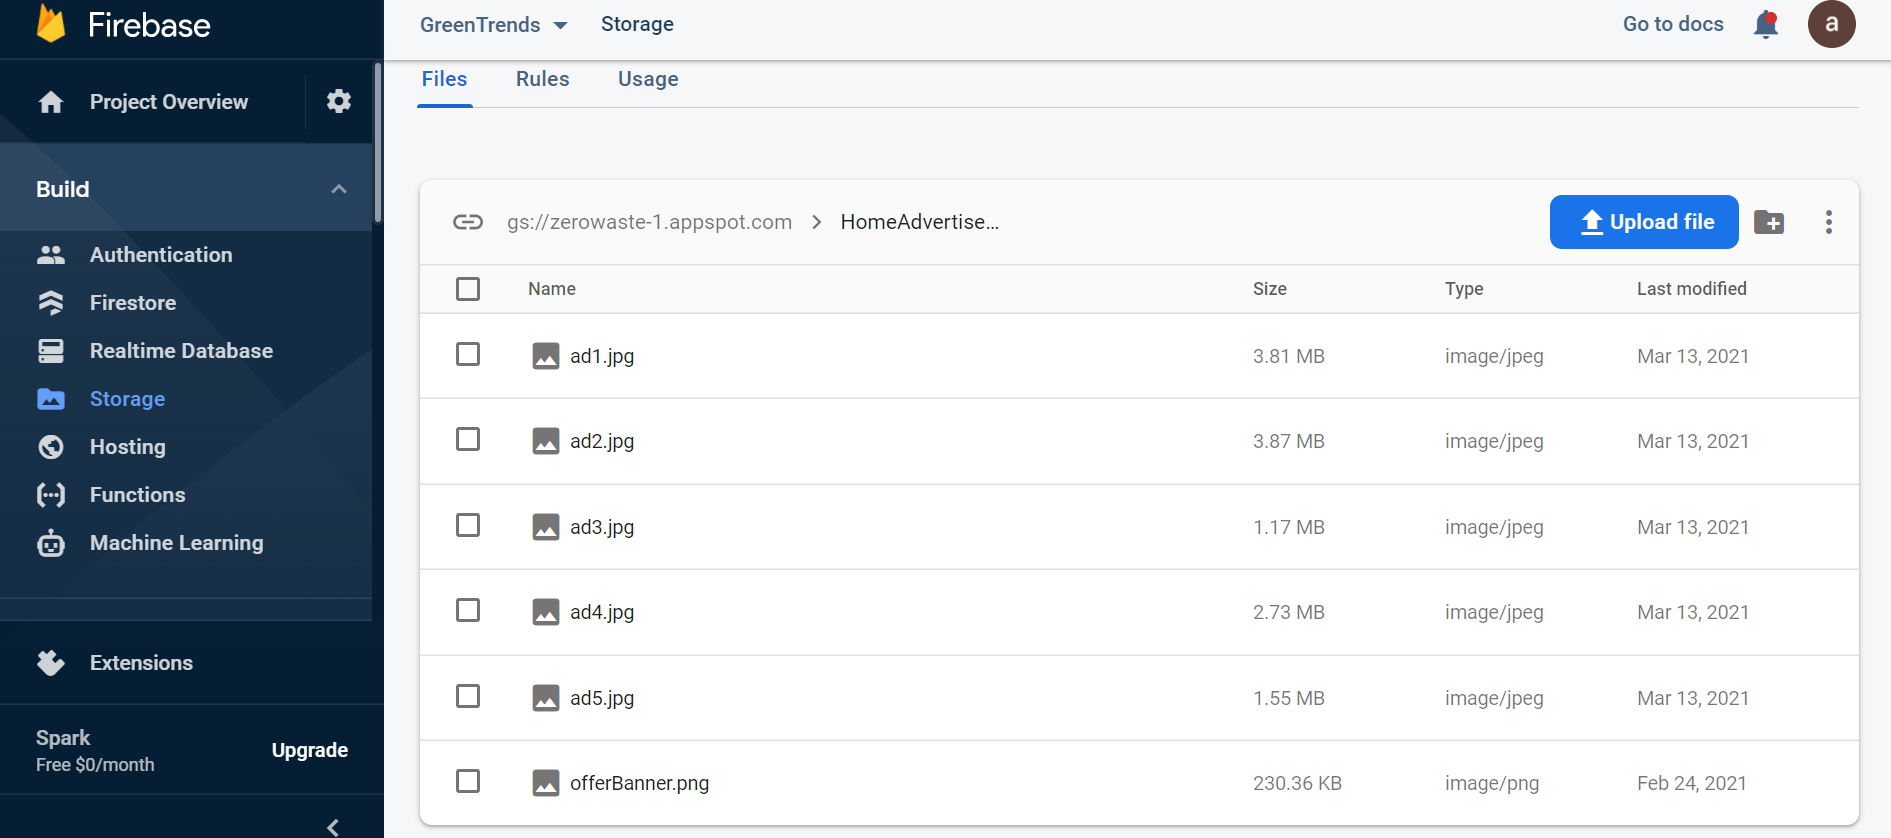 Firebase
GreenTrends
Storage
Go to docs
a
Project Overview
Files
Rules
Usage
Build
Authentication
Firestore
Realtime Database
Storage
Hosting
Functions
Machine Learning
Extensions
Spark
Free $0/month
Upgrade
gs://zerowaste-1.appspot.com
HomeAdvertise...
Upload file
Name Size Type Last modified
ad1.jpg 3.81 MB image/jpeg Mar 13, 2021
ad2.jpg 3.87 MB image/jpeg Mar 13, 2021
ad3.jpg 1.17 MB image/jpeg Mar 13, 2021
ad4.jpg 2.73 MB image/jpeg Mar 13, 2021
ad5.jpg 1.55 MB image/jpeg Mar 13, 2021
offerBanner.png 230.36 KB image/png Feb 24, 2021